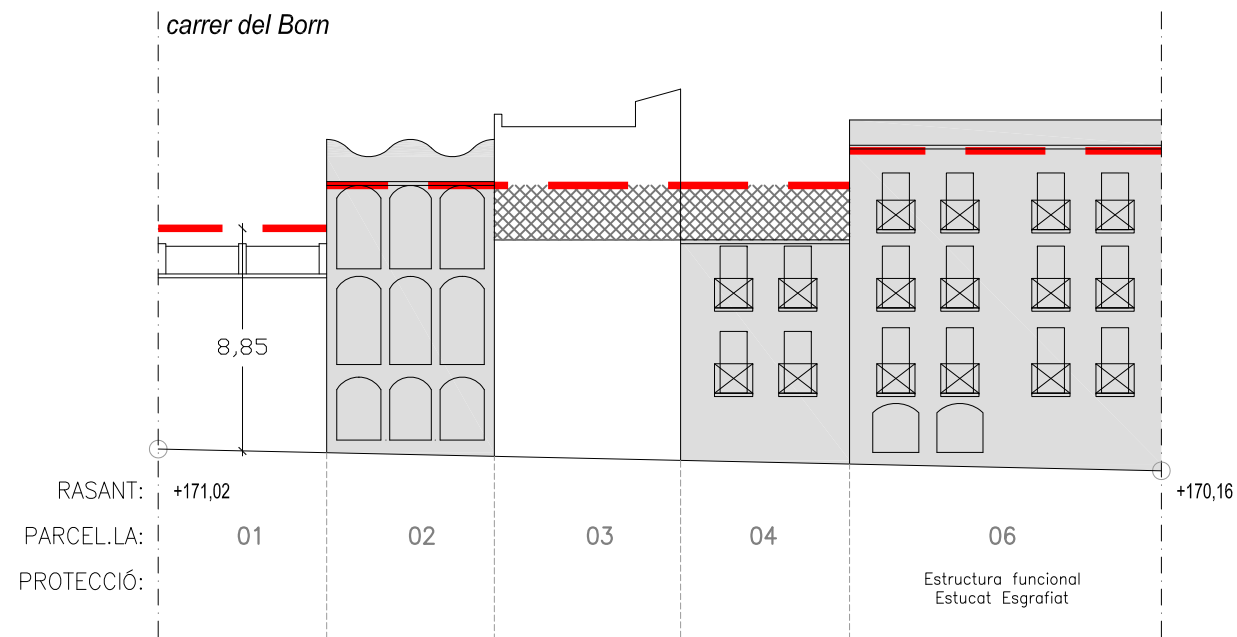 carrer del Born
8,85
RASANT: +171,02 +170,16
PARCEL.LA: 01 02 03 04 06
PROTECCIÓ: Estructura funcional
Estucat Esgrafiat